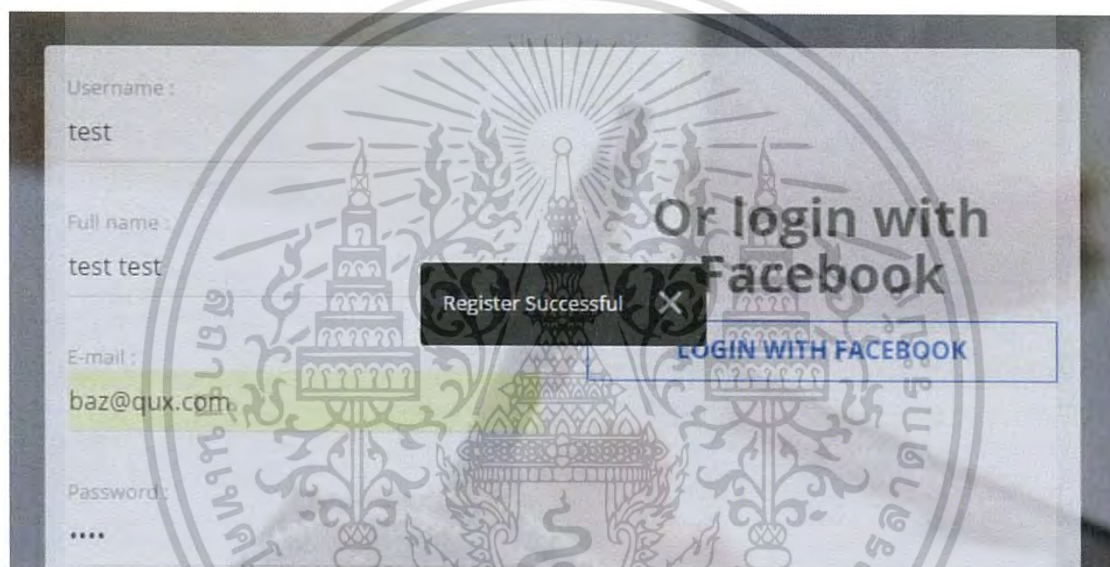 Username :
test
Full name :
test test
E-mail :
baz@qux.com
Password :
••••
Or login with
Facebook
LOGIN WITH FACEBOOK
Register Successful ✕